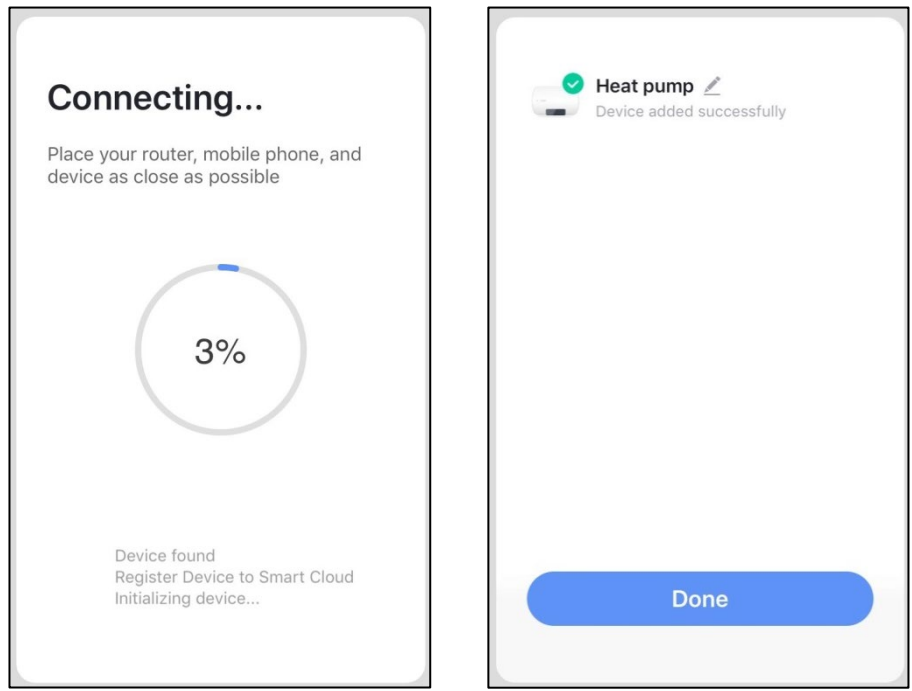 Connecting...
Place your router, mobile phone, and
device as close as possible
3%
Device found
Register Device to Smart Cloud
Initializing device...
Heat pump
Device added successfully
Done